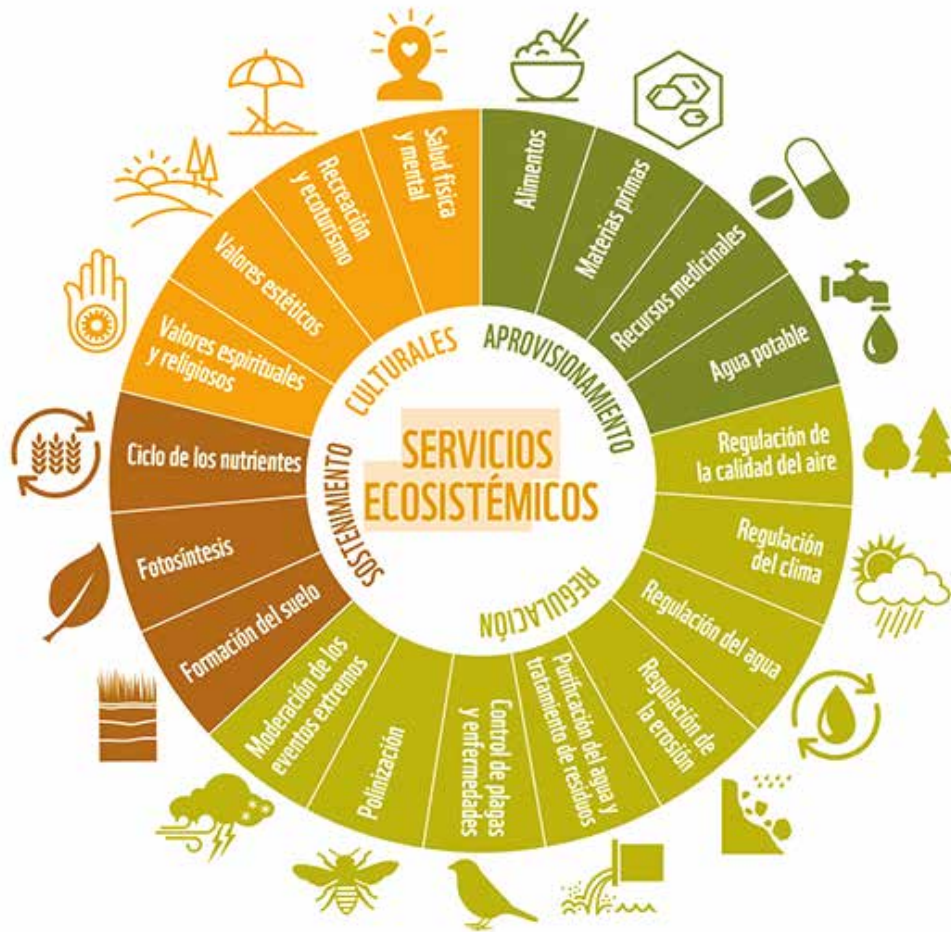 SERVICIOS
ECOSISTÉMICOS
CULTURALES
APROVISIONAMIENTO
REGULACIÓN
SOSTENIMIENTO
Alimentos
Materias primas
Recursos medicinales
Agua potable
Regulación de
la calidad del aire
Regulación
del clima
Regulación del agua
Regulación de
la erosión
Purificación del agua y
tratamiento de residuos
Control de plagas
y enfermedades
Polinización
Moderación de los
eventos extremos
Formación del suelo
Fotosíntesis
Ciclo de los nutrientes
Valores espirituales
y religiosos
Valores estéticos
Recreación
y ecoturismo
Salud física
y mental